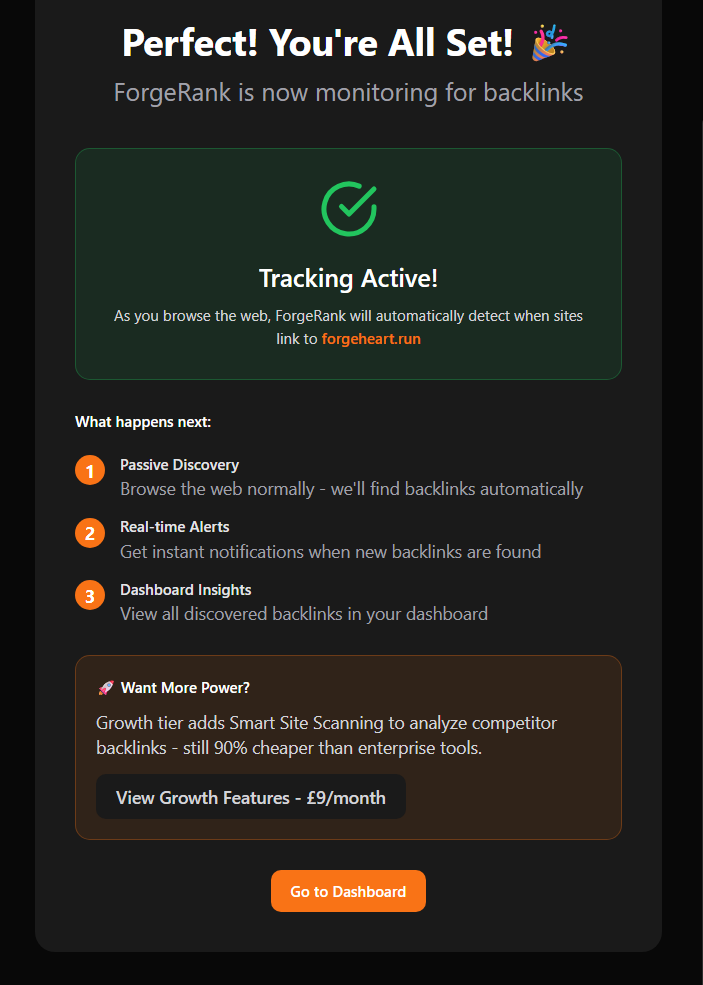 Perfect! You're All Set! 🎉
ForgeRank is now monitoring for backlinks
Tracking Active!
As you browse the web, ForgeRank will automatically detect when sites
link to forgeheart.run
What happens next:
1
Passive Discovery
Browse the web normally - we'll find backlinks automatically
2
Real-time Alerts
Get instant notifications when new backlinks are found
3
Dashboard Insights
View all discovered backlinks in your dashboard
🚀 Want More Power?
Growth tier adds Smart Site Scanning to analyze competitor
backlinks - still 90% cheaper than enterprise tools.
View Growth Features - £9/month
Go to Dashboard